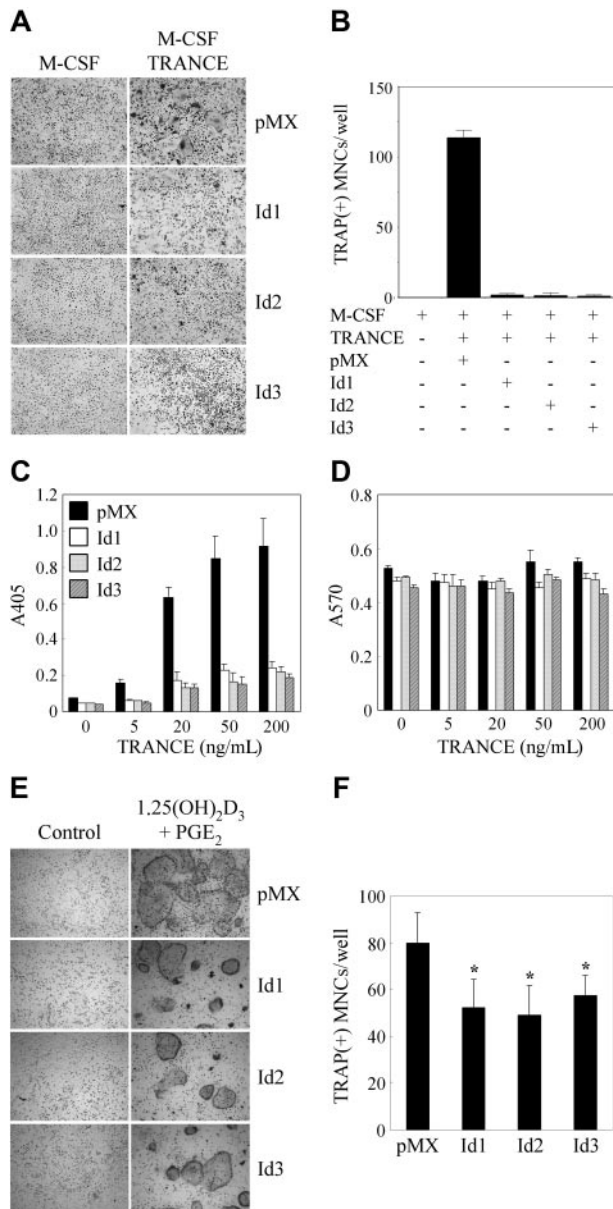 A
M-CSF
M-CSF
TRANCE
pMX
Id1
Id2
Id3
B
TRAP(+) MNCs/well
150
100
50
0
M-CSF + + + + +
TRANCE - + + + +
pMX - + - - -
Id1 - - + - -
Id2 - - - + -
Id3 - - - - +
C
A405
1.2
1.0
0.8
0.6
0.4
0.2
0
pMX
Id1
Id2
Id3
0 5 20 50 200
TRANCE (ng/mL)
D
A570
0.8
0.6
0.4
0.2
0
0 5 20 50 200
TRANCE (ng/mL)
E
Control
1.25(OH)₂D₃
+ PGE₂
pMX
Id1
Id2
Id3
F
TRAP(+) MNCs/well
100
80
60
40
20
0
* * *
pMX Id1 Id2 Id3